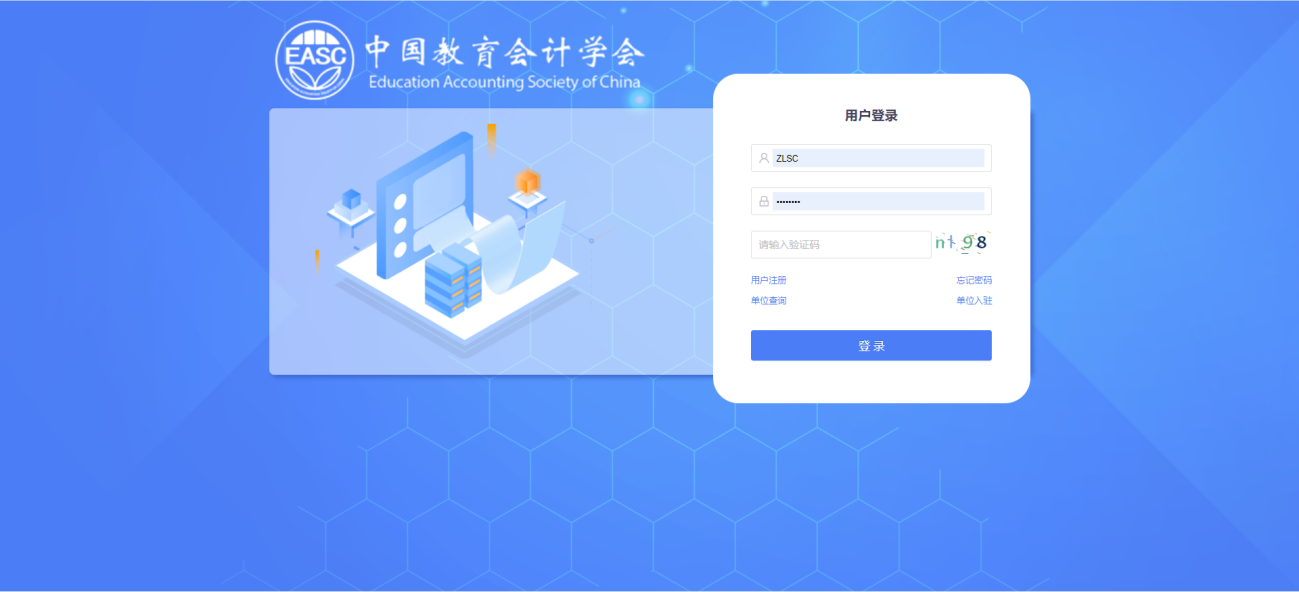 EASC
中国教育会计学会
Education Accounting Society of China
用户登录
ZLSC
••••••••
请输入验证码
用户注册 忘记密码
单位查询 单位入驻
登 录